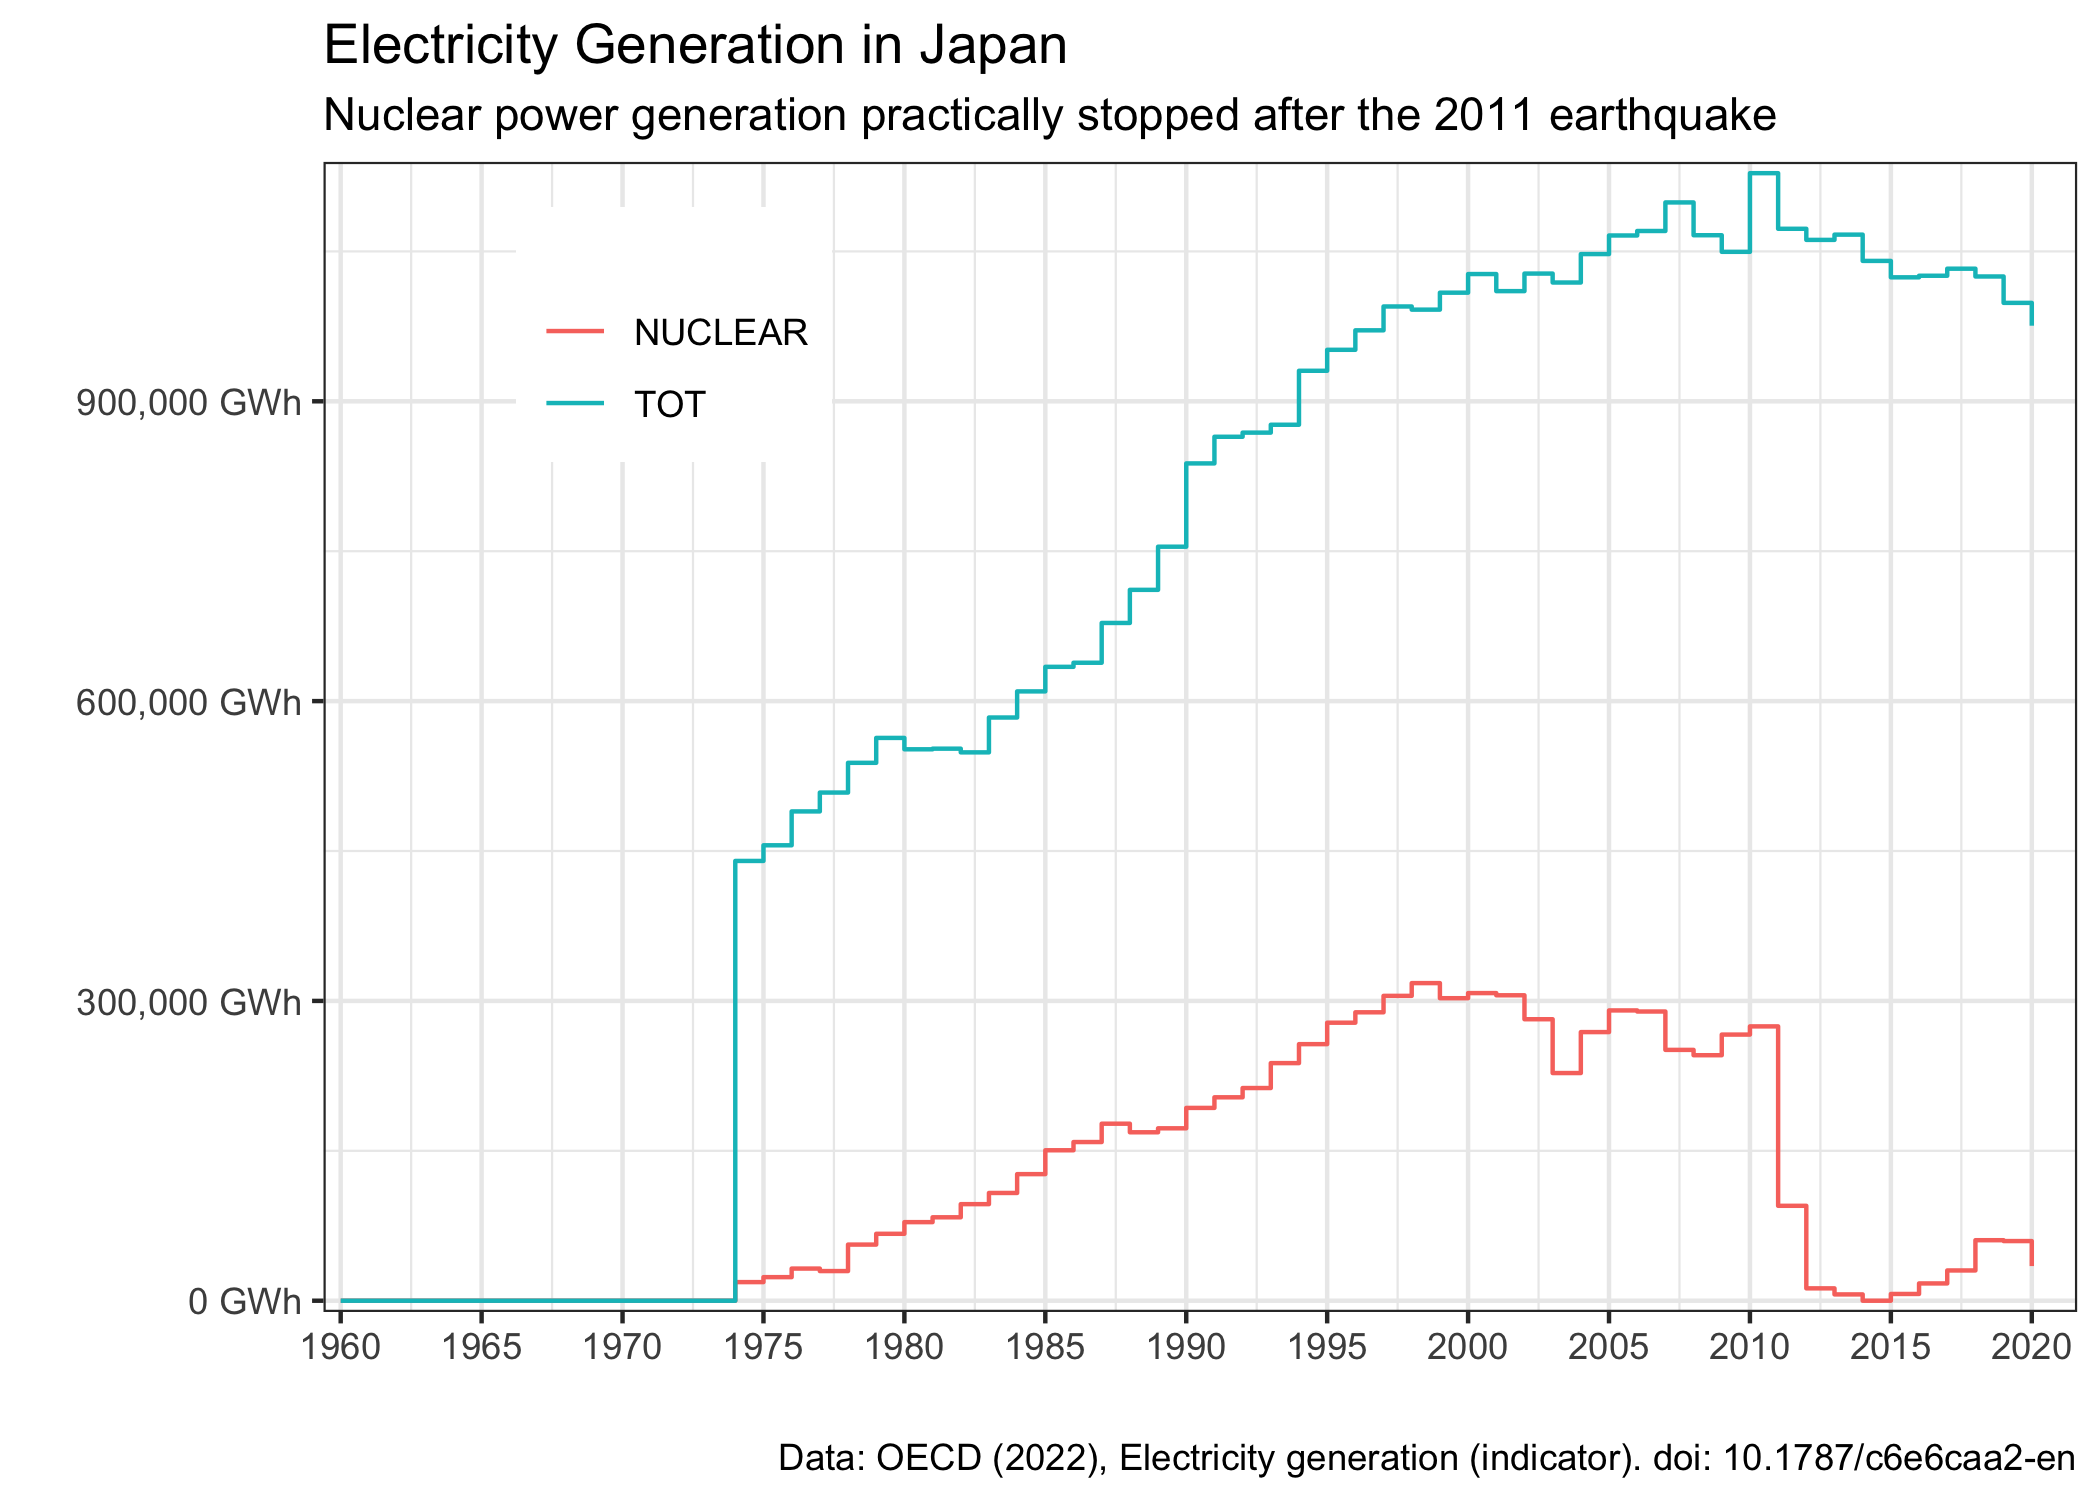 Electricity Generation in Japan
Nuclear power generation practically stopped after the 2011 earthquake
NUCLEAR
TOT
900,000 GWh
600,000 GWh
300,000 GWh
0 GWh
1960 1965 1970 1975 1980 1985 1990 1995 2000 2005 2010 2015 2020
Data: OECD (2022), Electricity generation (indicator). doi: 10.1787/c6e6caa2-en